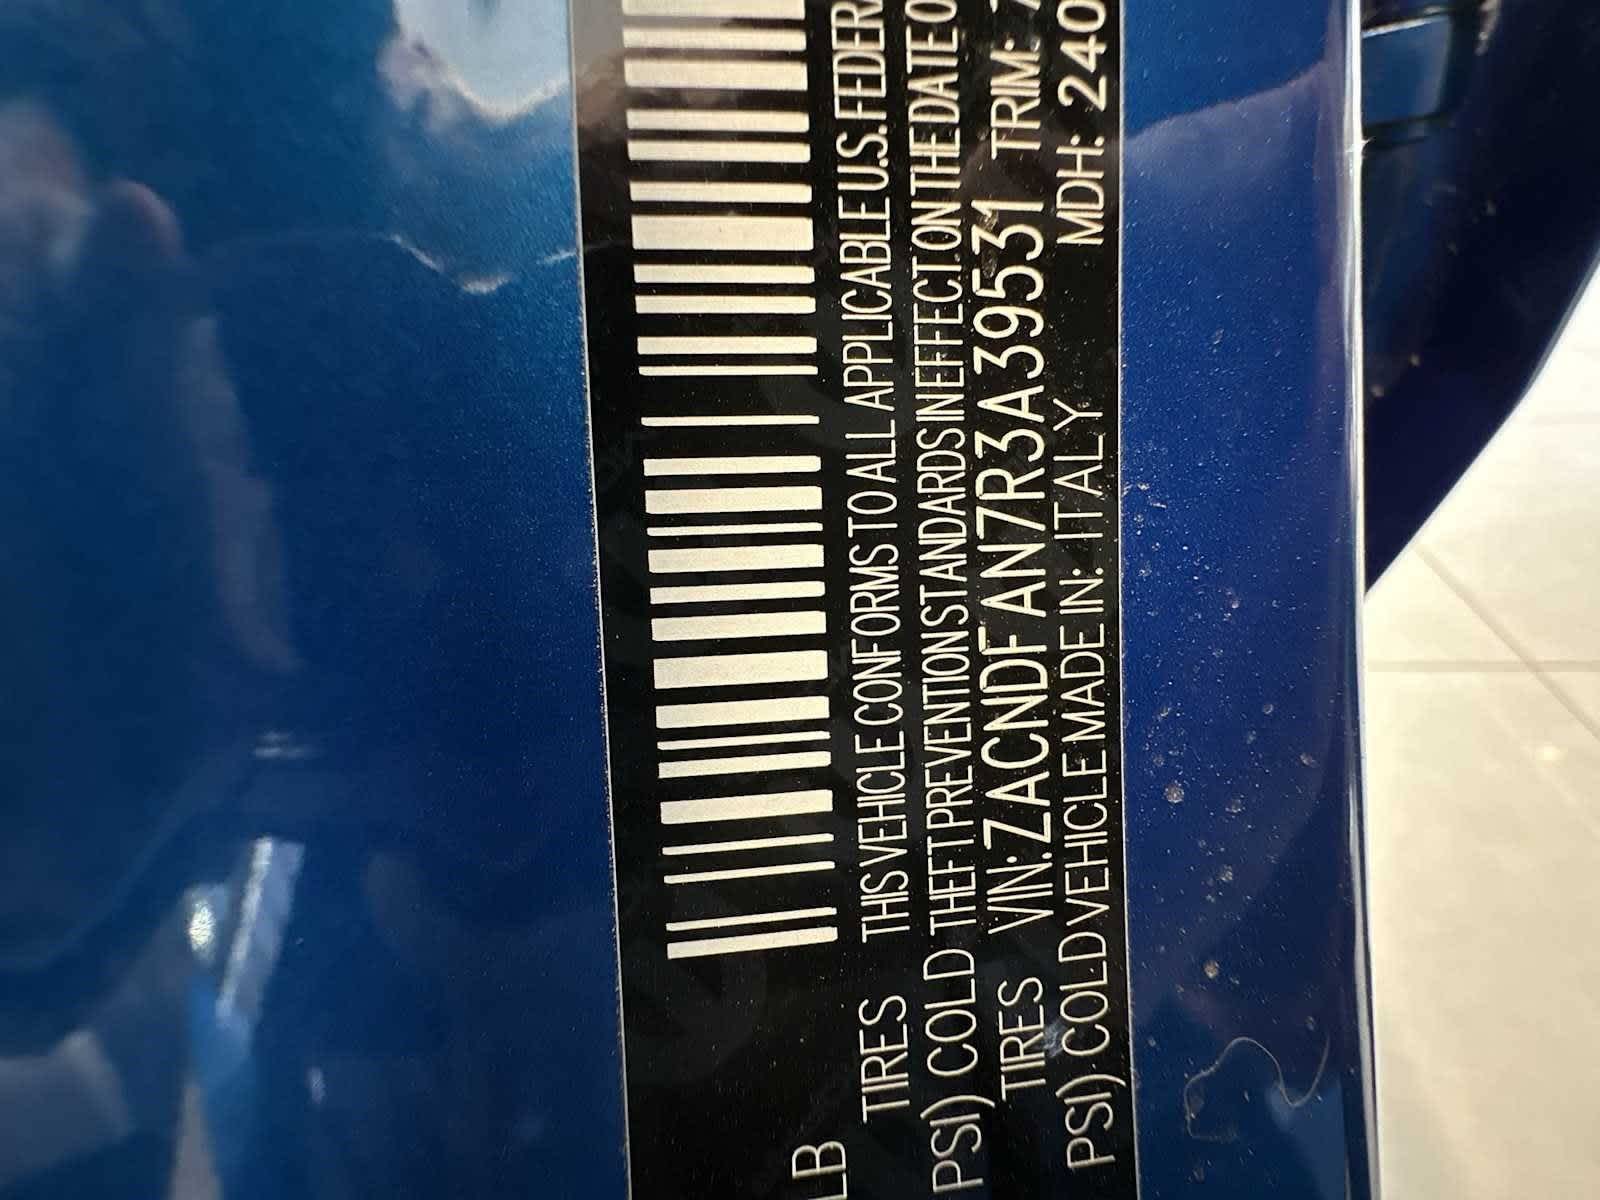 LB
TIRES THIS VEHICLE CONFORMS TO ALL APPLICABLE U.S. FEDERA
PSI) COLD THEFT PREVENTION STANDARDS IN EFFECT ON THE DATE O
TIRES VIN: ZACNDFAN7R3A39531 TRIM:
PSI) COLD VEHICLE MADE IN: ITALY MDH: 240